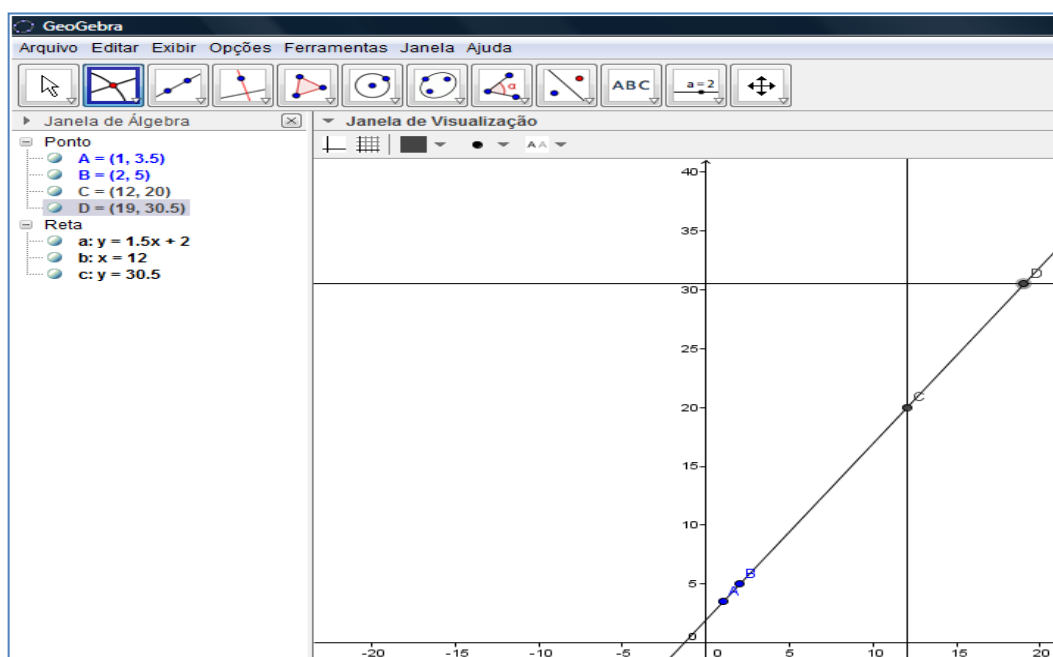 GeoGebra
Arquivo Editar Exibir Opções Ferramentas Janela Ajuda
α ABC a=2
Janela de Álgebra
Ponto
A = (1, 3.5)
B = (2, 5)
C = (12, 20)
D = (19, 30.5)
Reta
a: y = 1.5x + 2
b: x = 12
c: y = 30.5
Janela de Visualização
AA
40
35
D
30
25
C
20
15
10
B
5
A
0
-20 -15 -10 -5 0 5 10 15 20